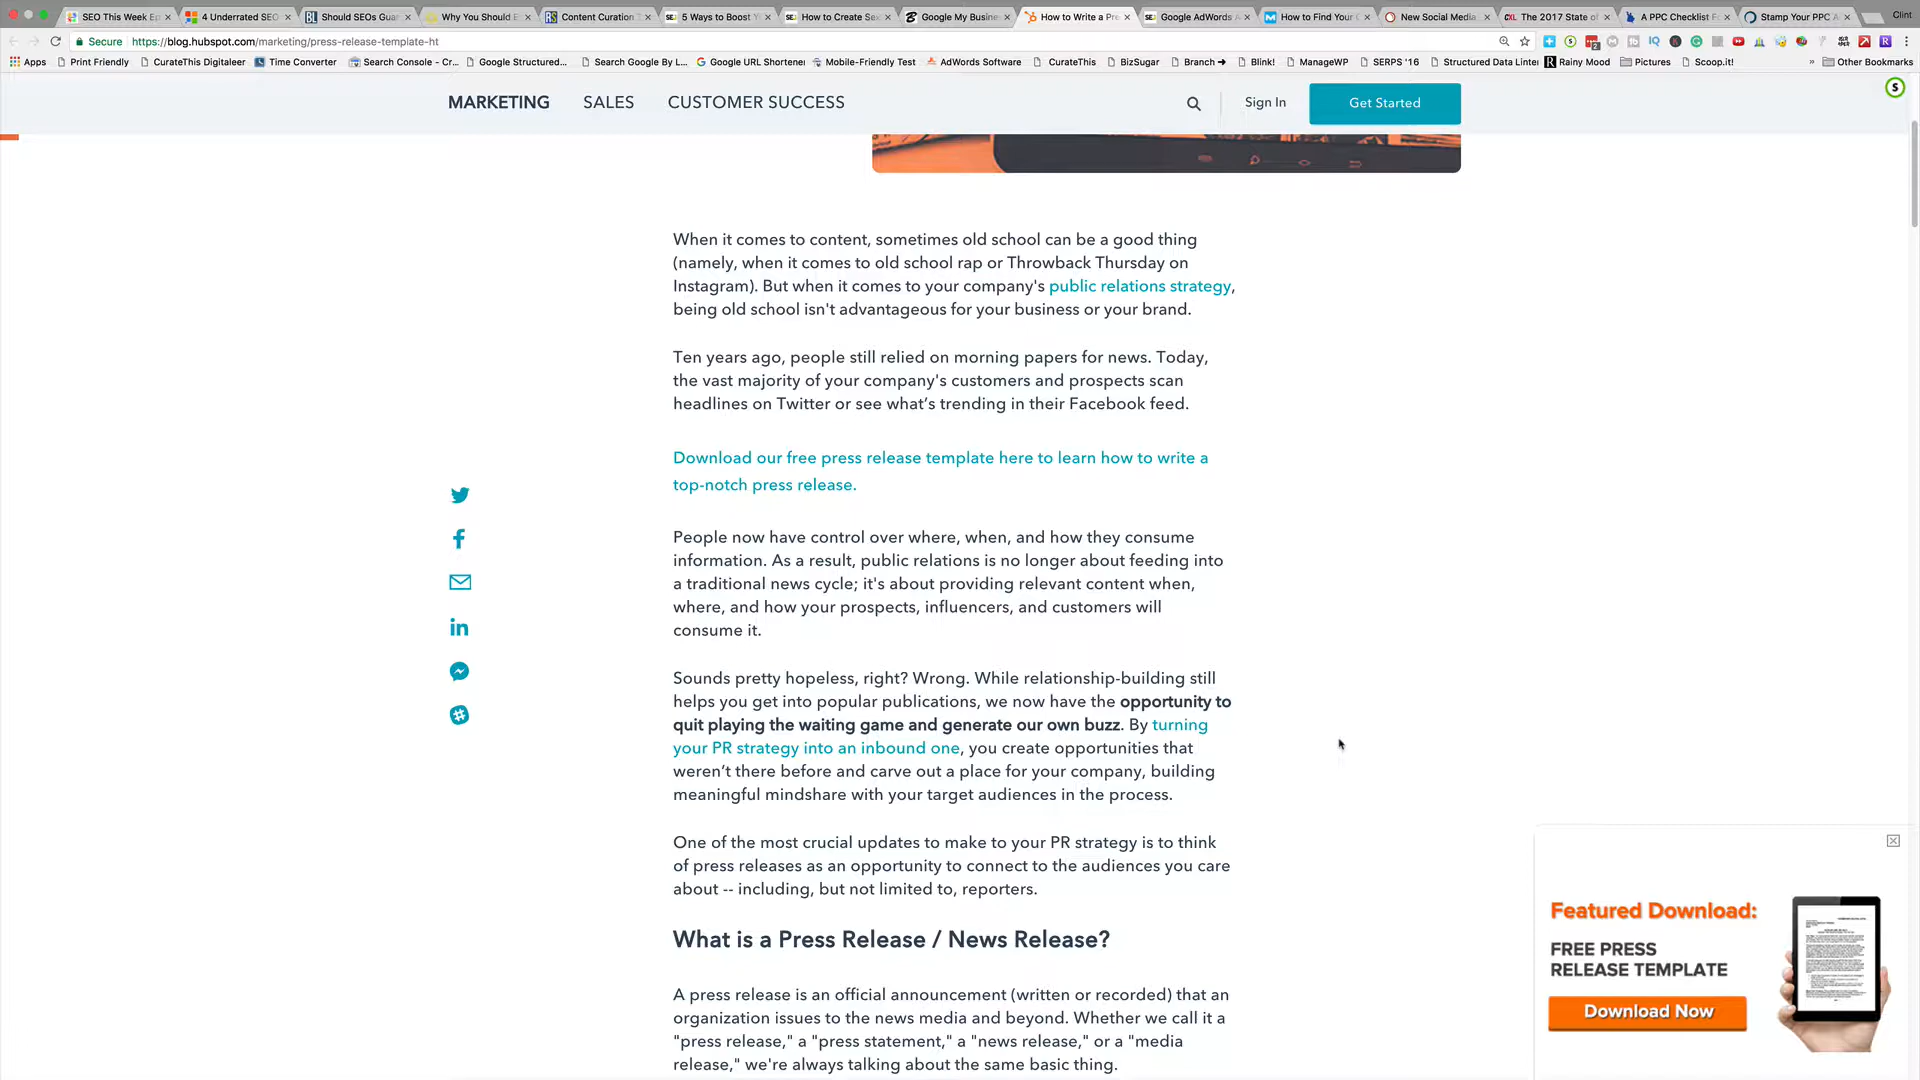 SEO This Week Ep
4 Underrated SEO
Should SEOs Gua
Why You Should E
Content Curation T
5 Ways to Boost Y
How to Create Sex
Google My Busine
How to Write a Pre
Google AdWords A
How to Find Your C
New Social Media
The 2017 State of
A PPC Checklist Fo
Stamp Your PPC A
Clint
Secure
https://blog.hubspot.com/marketing/press-release-template-ht
Apps
Print Friendly
CurateThis Digitaleer
Time Converter
Search Console - Cr...
Google Structured...
Search Google By L...
Google URL Shortener
Mobile-Friendly Test
AdWords Software
CurateThis
BizSugar
Branch
Blink!
ManageWP
SERPS '16
Structured Data Linter
Rainy Mood
Pictures
Scoop.it!
»
Other Bookmarks
MARKETING
SALES
CUSTOMER SUCCESS
Sign In
Get Started
When it comes to content, sometimes old school can be a good thing
(namely, when it comes to old school rap or Throwback Thursday on
Instagram). But when it comes to your company's public relations strategy,
being old school isn't advantageous for your business or your brand.
Ten years ago, people still relied on morning papers for news. Today,
the vast majority of your company's customers and prospects scan
headlines on Twitter or see what’s trending in their Facebook feed.
Download our free press release template here to learn how to write a
top-notch press release.
People now have control over where, when, and how they consume
information. As a result, public relations is no longer about feeding into
a traditional news cycle; it's about providing relevant content when,
where, and how your prospects, influencers, and customers will
consume it.
Sounds pretty hopeless, right? Wrong. While relationship-building still
helps you get into popular publications, we now have the opportunity to
quit playing the waiting game and generate our own buzz. By turning
your PR strategy into an inbound one, you create opportunities that
weren’t there before and carve out a place for your company, building
meaningful mindshare with your target audiences in the process.
One of the most crucial updates to make to your PR strategy is to think
of press releases as an opportunity to connect to the audiences you care
about -- including, but not limited to, reporters.
What is a Press Release / News Release?
A press release is an official announcement (written or recorded) that an
organization issues to the news media and beyond. Whether we call it a
"press release," a "press statement," a "news release," or a "media
release," we're always talking about the same basic thing.
Featured Download:
FREE PRESS
RELEASE TEMPLATE
Download Now